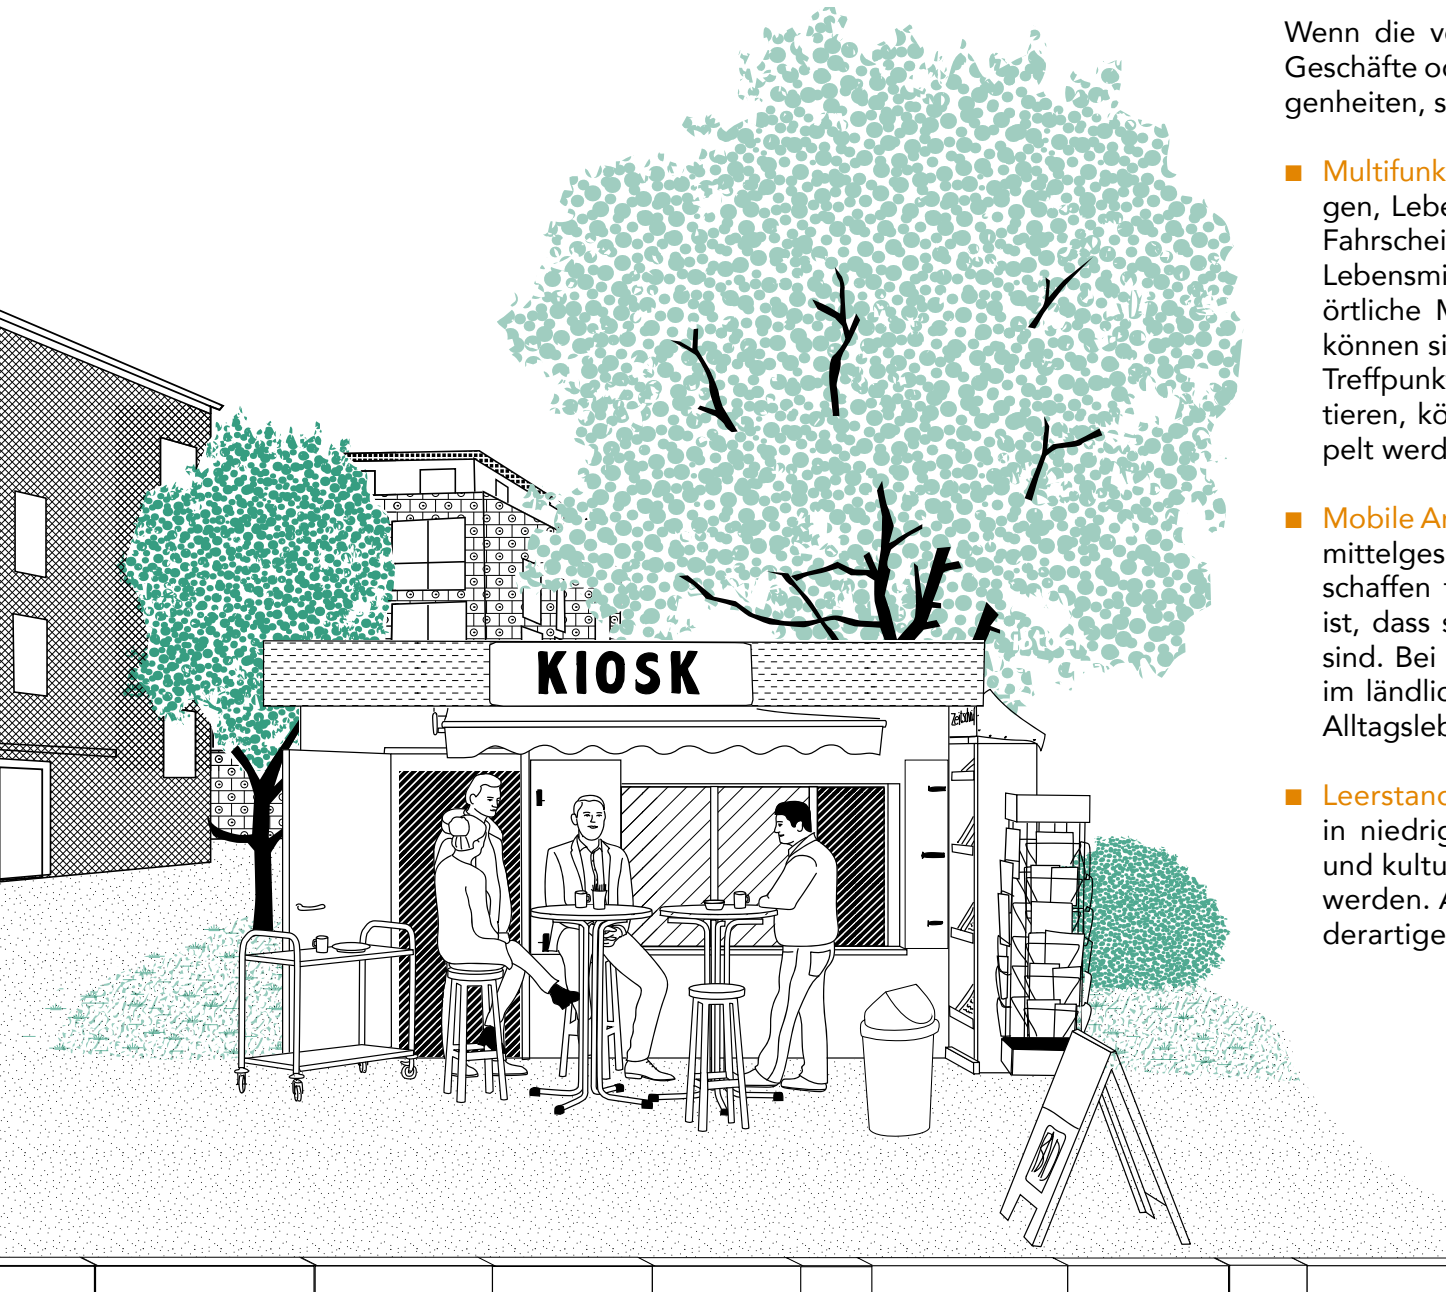 Wenn die v
Geschäfte o
genheiten, s
■ Multifunk
gen, Lebe
Fahrschei
Lebensmi
örtliche M
können si
Treffpunk
tieren, kö
pelt werd
■ Mobile A
mittelges
schaffen
ist, dass s
sind. Bei
im ländlic
Alltagsleb
■ Leerstand
in niedrig
und kultu
werden. A
derartige
KIOSK